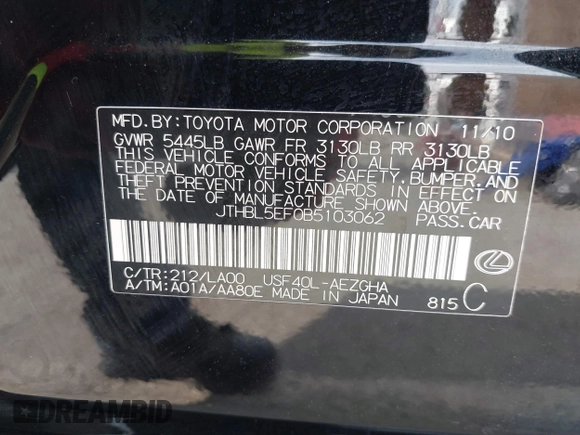 MFD.BY:TOYOTA MOTOR CORPORATION 11/10
GVWR 5445LB GAWR FR 3130LB RR 3130LB
THIS VEHICLE CONFORMS TO ALL APPLICABLE
FEDERAL MOTOR VEHICLE SAFETY,BUMPER,AND
THEFT PREVENTION STANDARDS IN EFFECT ON
THE DATE OF MANUFACTURE SHOWN ABOVE.
JTHBL5EF0B5103062 PASS.CAR
C/TR:212/LA00 USF40L-AEZGHA
A/TM:A01A/AA80E MADE IN JAPAN 815 C
DREAMBID